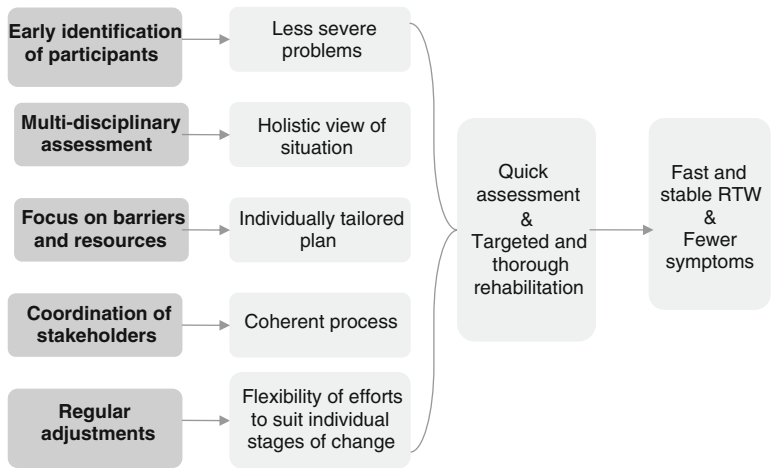 Early identification
of participants
Less severe
problems
Multi-disciplinary
assessment
Holistic view of
situation
Focus on barriers
and resources
Individually tailored
plan
Coordination of
stakeholders
Coherent process
Regular
adjustments
Flexibility of efforts
to suit individual
stages of change
Quick
assessment
&
Targeted and
thorough
rehabilitation
Fast and
stable RTW
&
Fewer
symptoms